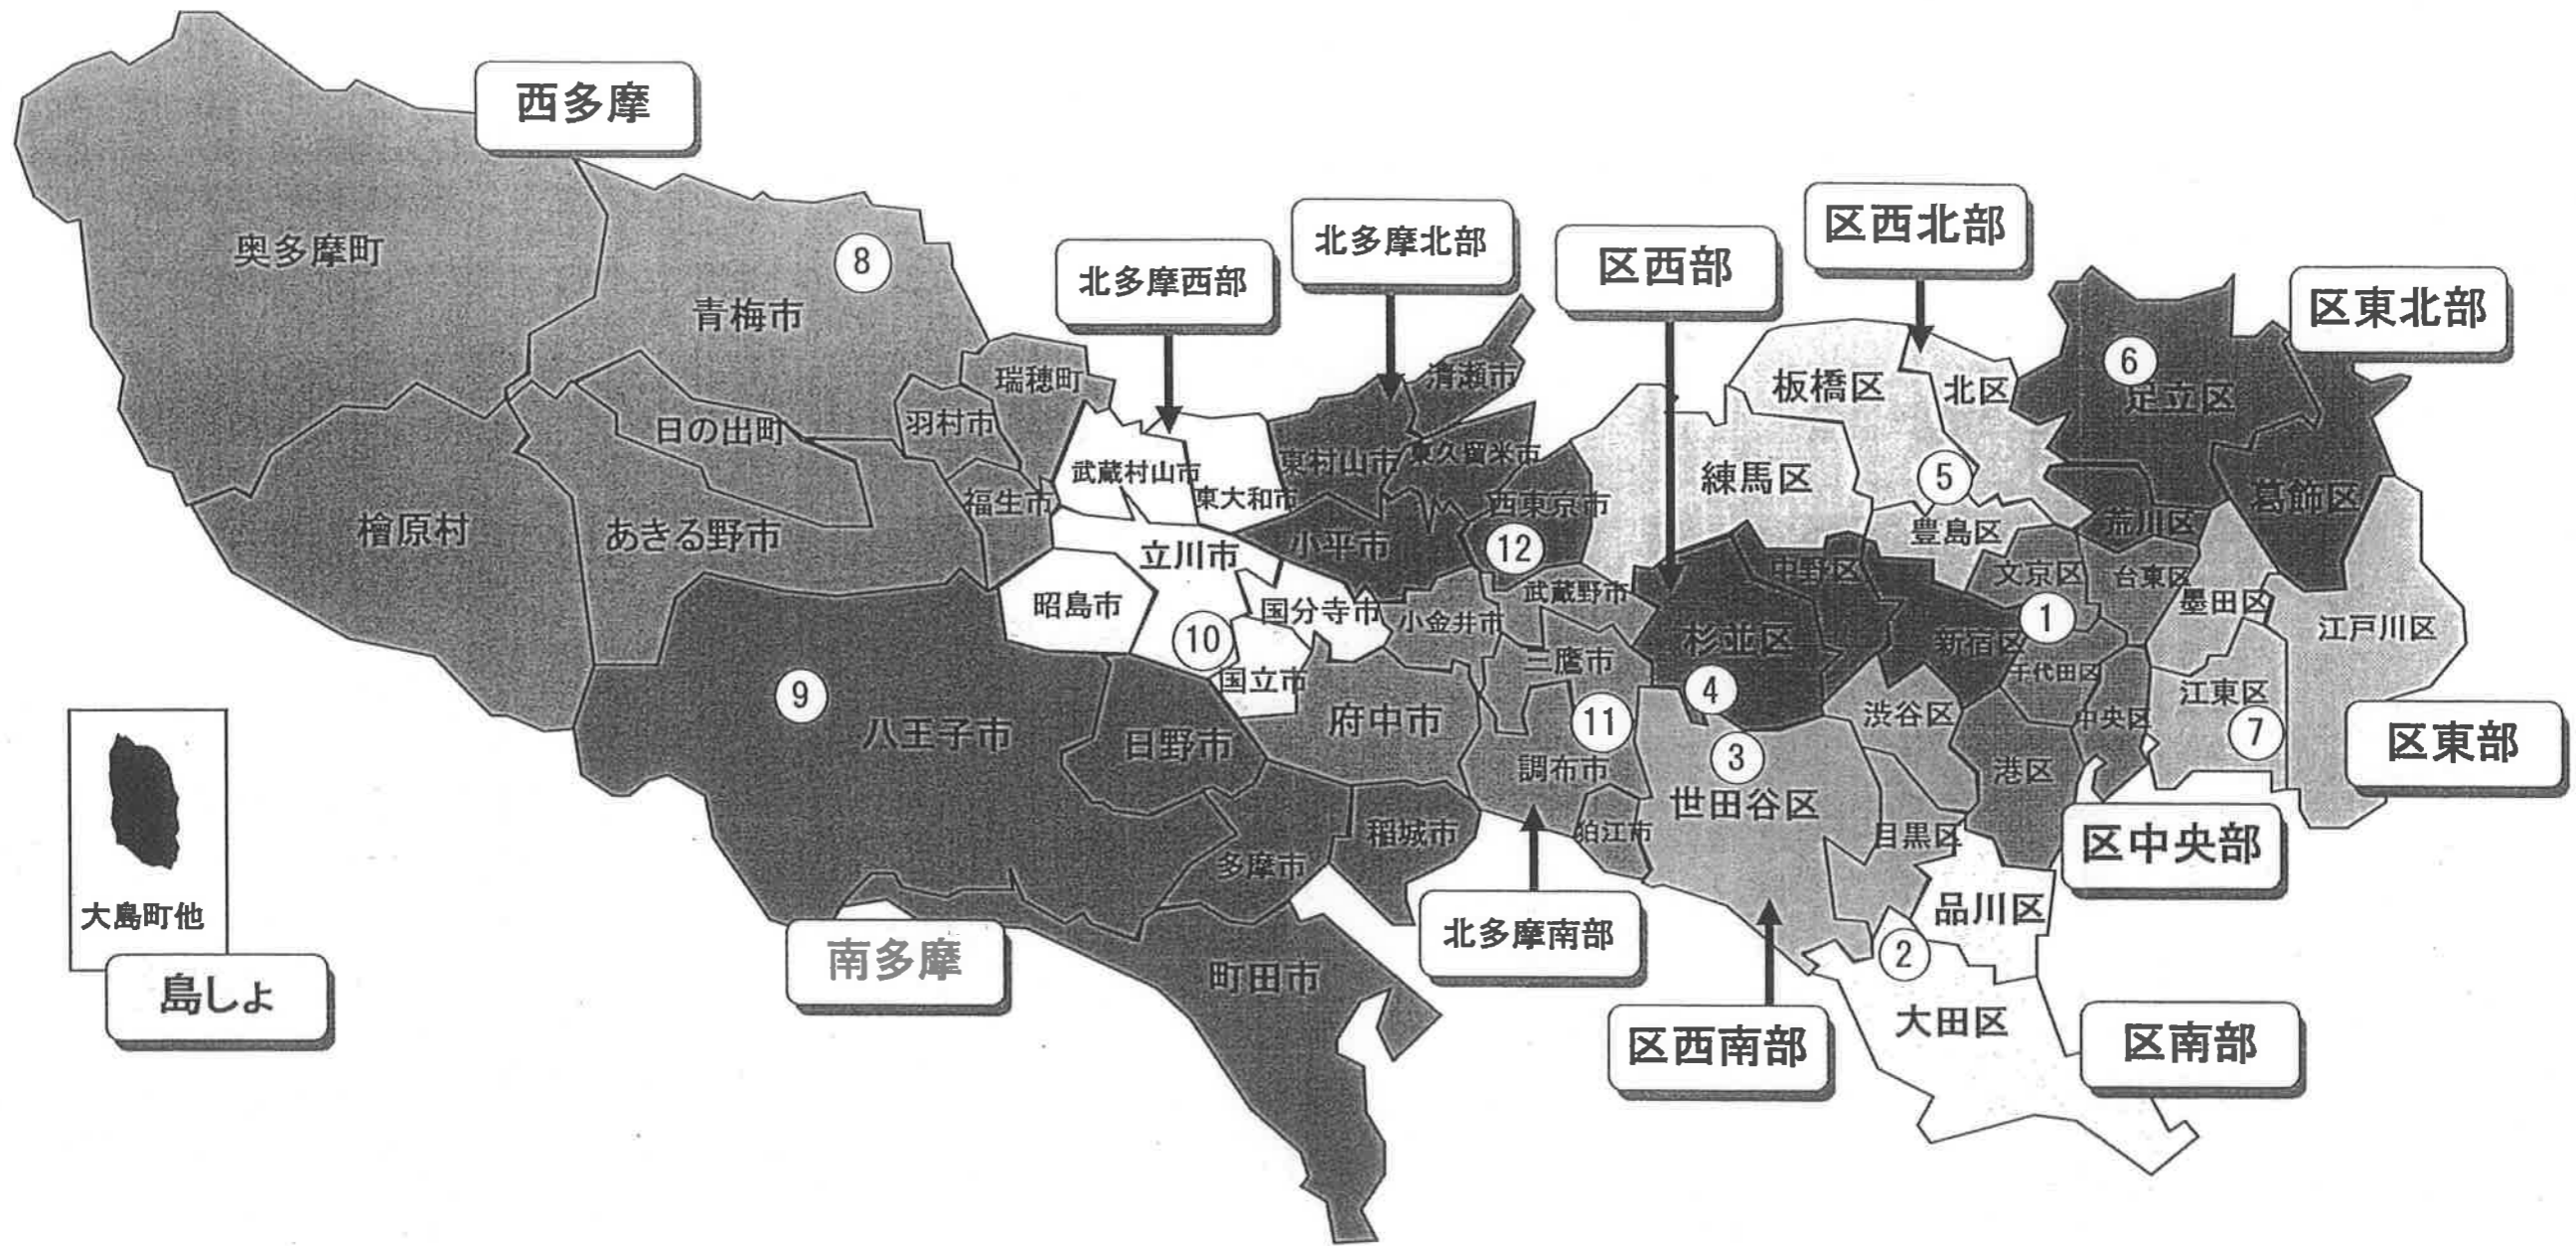 西多摩
北多摩西部
北多摩北部
区西部
区西北部
区東北部
奥多摩町
8
青梅市
瑞穂町
羽村市
日の出町
檜原村
あきる野市
福生市
武蔵村山市
東大和市
立川市
昭島市
10
国分寺市
国立市
清瀬市
東村山市
東久留米市
西東京市
小平市
12
小金井市
武蔵野市
三鷹市
府中市
11
調布市
狛江市
9
八王子市
日野市
多摩市
稲城市
町田市
板橋区
北区
練馬区
5
豊島区
6
足立区
葛飾区
荒川区
中野区
杉並区
4
新宿区
文京区
台東区
1
千代田区
中央区
港区
墨田区
江戸川区
江東区
7
渋谷区
3
世田谷区
目黒区
品川区
2
大田区
区東部
区中央部
区南部
区西南部
北多摩南部
南多摩
大島町他
島しょ